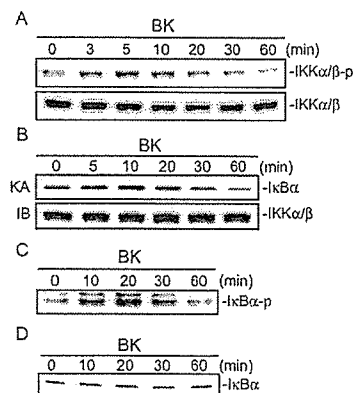 A
BK
0 3 5 10 20 30 60 (min)
-IKKα/β-p
-IKKα/β
B
BK
0 5 10 20 30 60 (min)
KA -IκBα
IB -IKKα/β
C
BK
0 10 20 30 60 (min)
-IκBα-p
D
BK
0 10 20 30 60 (min)
-IκBα